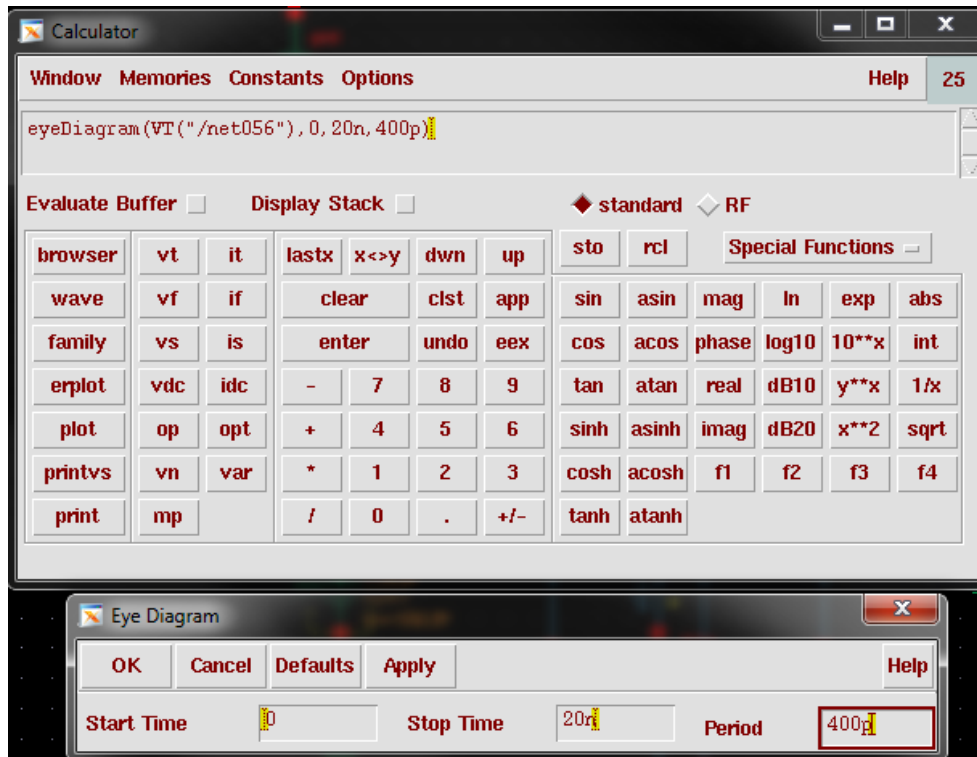 Calculator
Window Memories Constants Options Help 25
eyeDiagram(VT("/net056"),0,20n,400p)
Evaluate Buffer Display Stack standard RF
browser vt it lastx x<>y dwn up sto rcl Special Functions
wave vf if clear clst app sin asin mag ln exp abs
family vs is enter undo eex cos acos phase log10 10**x int
erplot vdc idc - 7 8 9 tan atan real dB10 y**x 1/x
plot op opt + 4 5 6 sinh asinh imag dB20 x**2 sqrt
printvs vn var * 1 2 3 cosh acosh f1 f2 f3 f4
print mp / 0 . +/- tanh atanh
Eye Diagram
OK Cancel Defaults Apply Help
Start Time 0 Stop Time 20n Period 400p